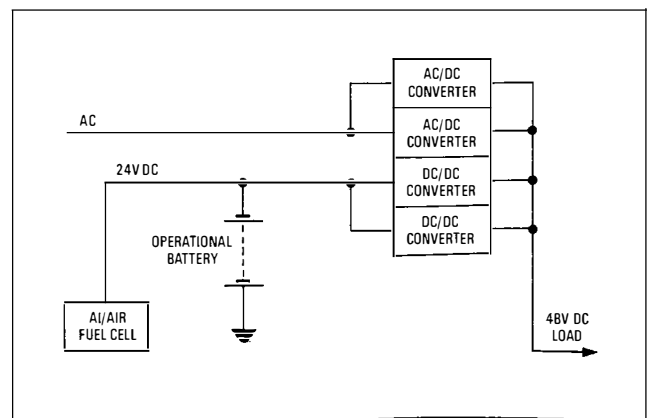 AC/DC
CONVERTER
AC
AC/DC
CONVERTER
24V DC
DC/DC
CONVERTER
DC/DC
CONVERTER
OPERATIONAL
BATTERY
Al/AIR
FUEL CELL
48V DC
LOAD